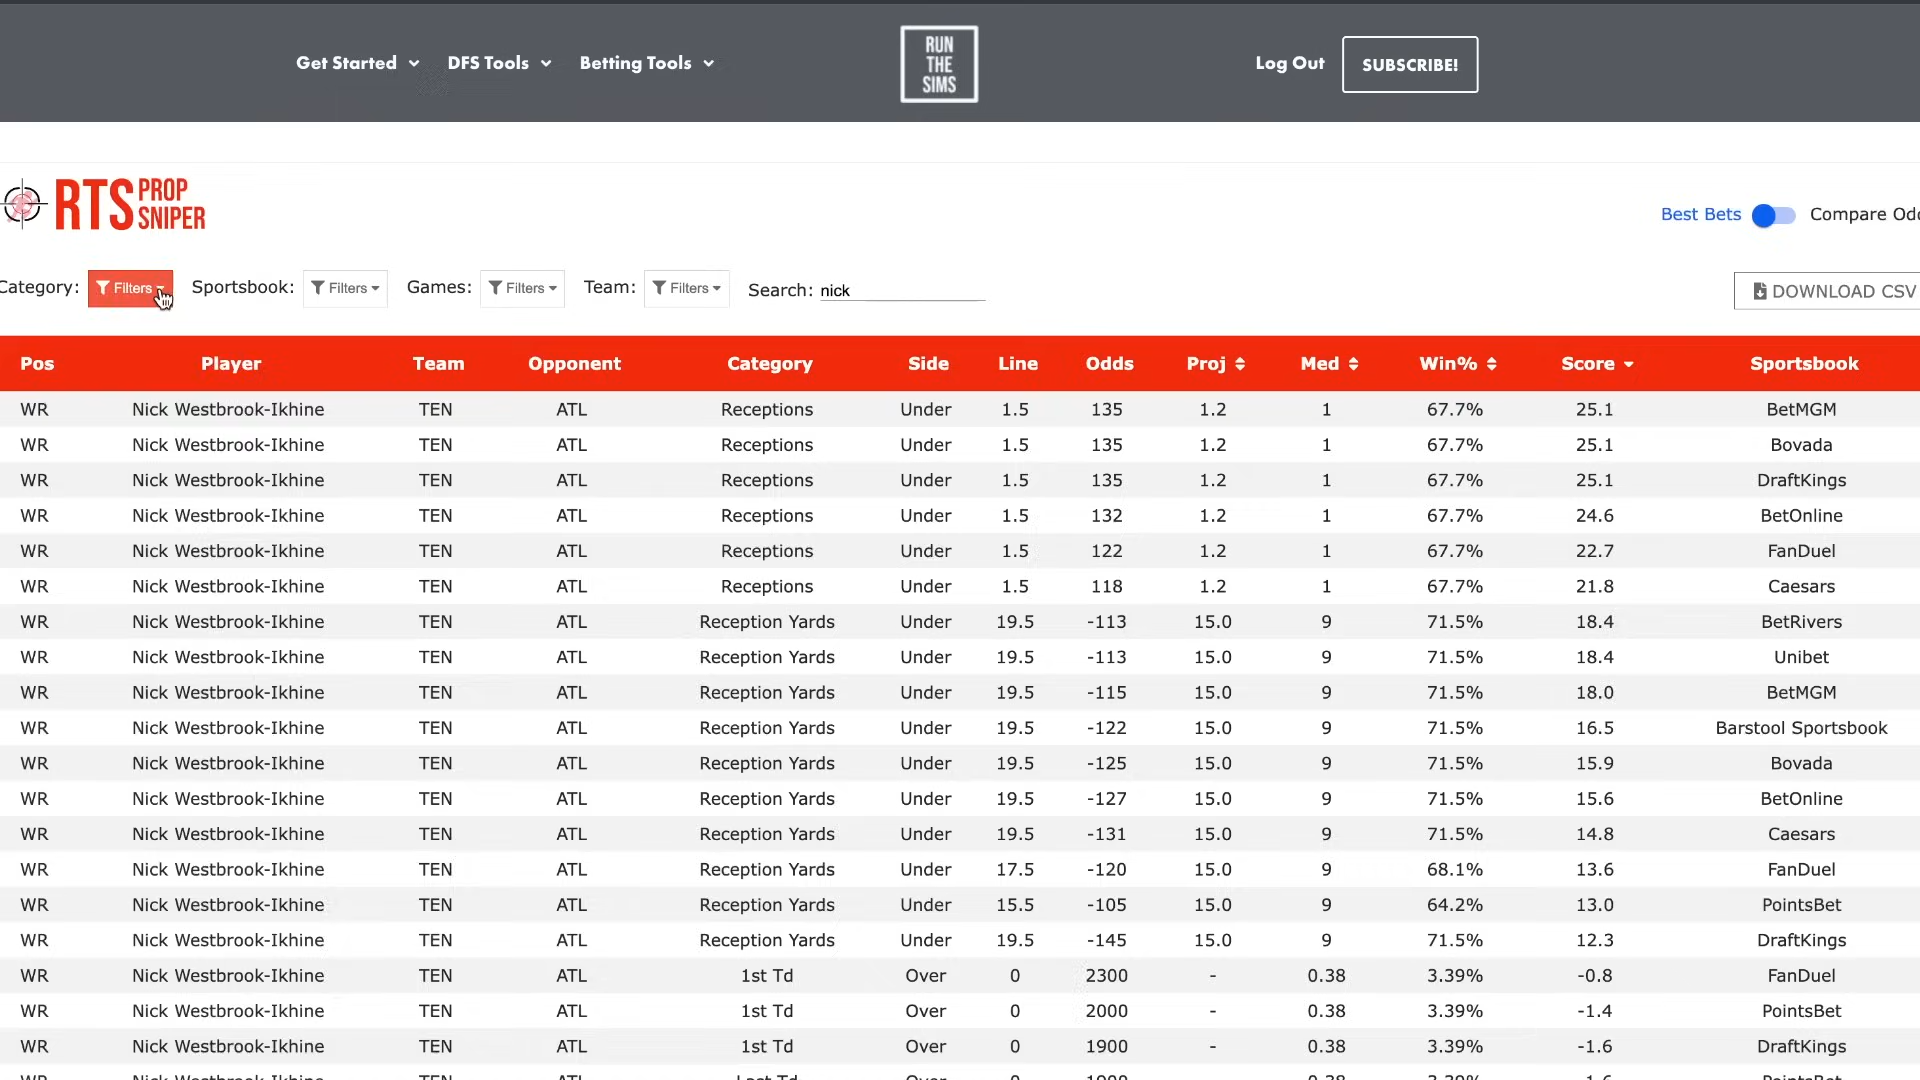 Get Started DFS Tools Betting Tools RUN THE SIMS Log Out SUBSCRIBE!
RTS PROP SNIPER
Best Bets Compare Odd
Category: Filters Sportsbook: Filters Games: Filters Team: Filters Search: nick DOWNLOAD CSV
Pos Player Team Opponent Category Side Line Odds Proj Med Win% Score Sportsbook
WR Nick Westbrook-Ikhine TEN ATL Receptions Under 1.5 135 1.2 1 67.7% 25.1 BetMGM
WR Nick Westbrook-Ikhine TEN ATL Receptions Under 1.5 135 1.2 1 67.7% 25.1 Bovada
WR Nick Westbrook-Ikhine TEN ATL Receptions Under 1.5 135 1.2 1 67.7% 25.1 DraftKings
WR Nick Westbrook-Ikhine TEN ATL Receptions Under 1.5 132 1.2 1 67.7% 24.6 BetOnline
WR Nick Westbrook-Ikhine TEN ATL Receptions Under 1.5 122 1.2 1 67.7% 22.7 FanDuel
WR Nick Westbrook-Ikhine TEN ATL Receptions Under 1.5 118 1.2 1 67.7% 21.8 Caesars
WR Nick Westbrook-Ikhine TEN ATL Reception Yards Under 19.5 -113 15.0 9 71.5% 18.4 BetRivers
WR Nick Westbrook-Ikhine TEN ATL Reception Yards Under 19.5 -113 15.0 9 71.5% 18.4 Unibet
WR Nick Westbrook-Ikhine TEN ATL Reception Yards Under 19.5 -115 15.0 9 71.5% 18.0 BetMGM
WR Nick Westbrook-Ikhine TEN ATL Reception Yards Under 19.5 -122 15.0 9 71.5% 16.5 Barstool Sportsbook
WR Nick Westbrook-Ikhine TEN ATL Reception Yards Under 19.5 -125 15.0 9 71.5% 15.9 Bovada
WR Nick Westbrook-Ikhine TEN ATL Reception Yards Under 19.5 -127 15.0 9 71.5% 15.6 BetOnline
WR Nick Westbrook-Ikhine TEN ATL Reception Yards Under 19.5 -131 15.0 9 71.5% 14.8 Caesars
WR Nick Westbrook-Ikhine TEN ATL Reception Yards Under 17.5 -120 15.0 9 68.1% 13.6 FanDuel
WR Nick Westbrook-Ikhine TEN ATL Reception Yards Under 15.5 -105 15.0 9 64.2% 13.0 PointsBet
WR Nick Westbrook-Ikhine TEN ATL Reception Yards Under 19.5 -145 15.0 9 71.5% 12.3 DraftKings
WR Nick Westbrook-Ikhine TEN ATL 1st Td Over 0 2300 - 0.38 3.39% -0.8 FanDuel
WR Nick Westbrook-Ikhine TEN ATL 1st Td Over 0 2000 - 0.38 3.39% -1.4 PointsBet
WR Nick Westbrook-Ikhine TEN ATL 1st Td Over 0 1900 - 0.38 3.39% -1.6 DraftKings